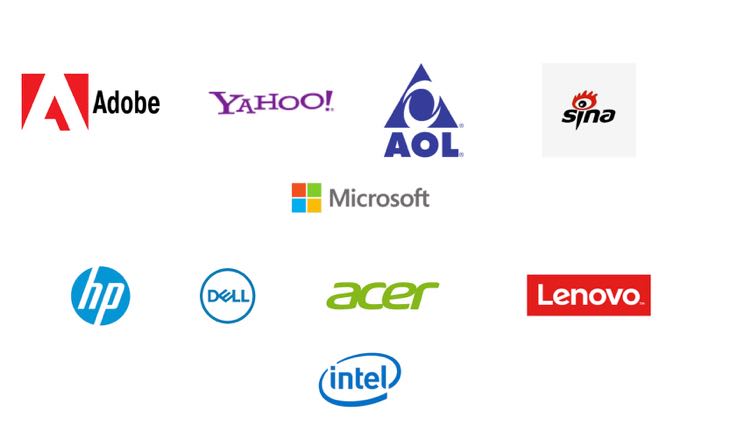 Adobe
YAHOO!
AOL
sina
Microsoft
hp
DELL
acer
Lenovo
intel